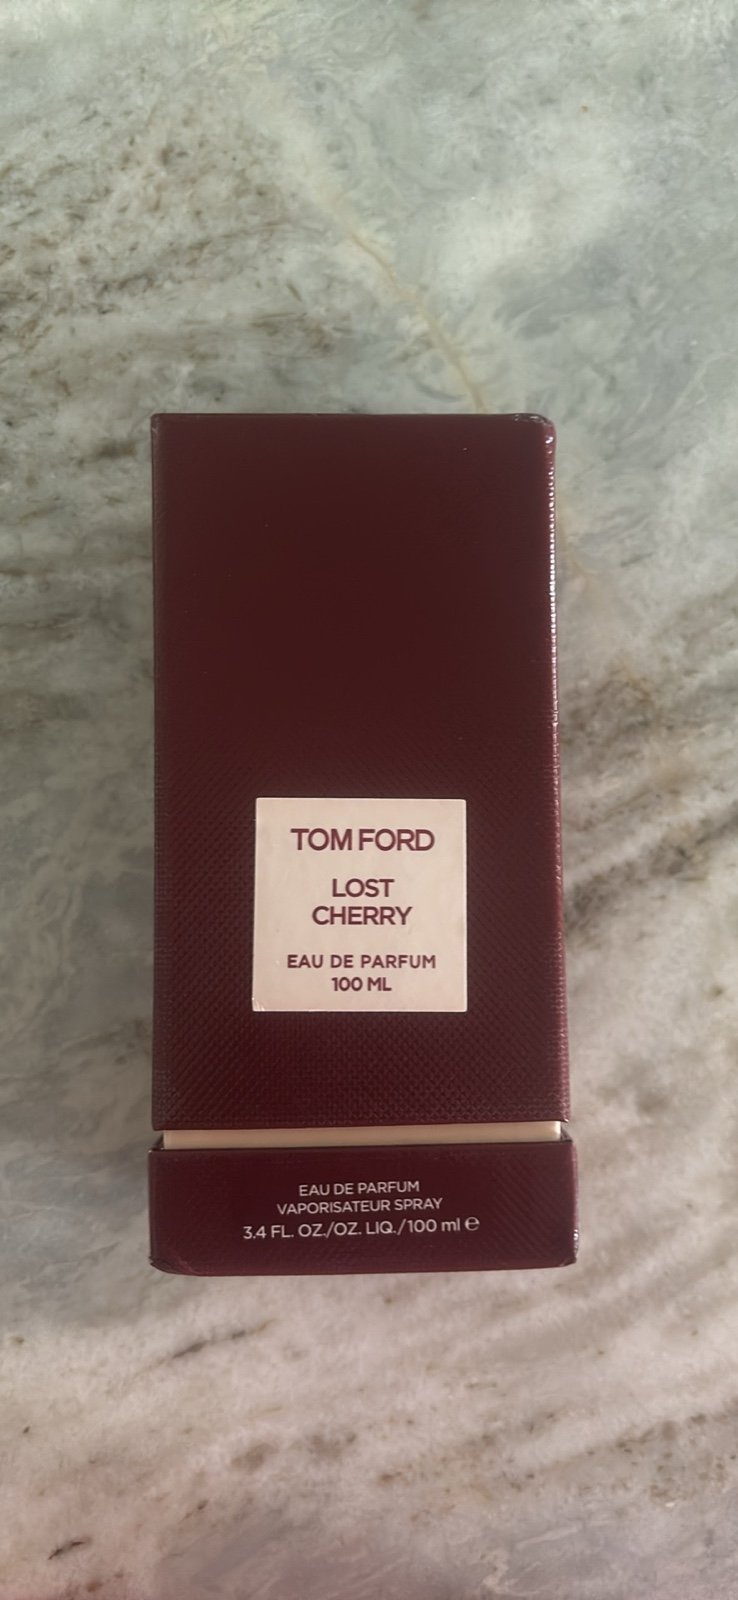 TOM FORD
LOST
CHERRY
EAU DE PARFUM
100 ML
EAU DE PARFUM
VAPORISATEUR SPRAY
3.4 FL. OZ./OZ. LIQ./100 ml ℮